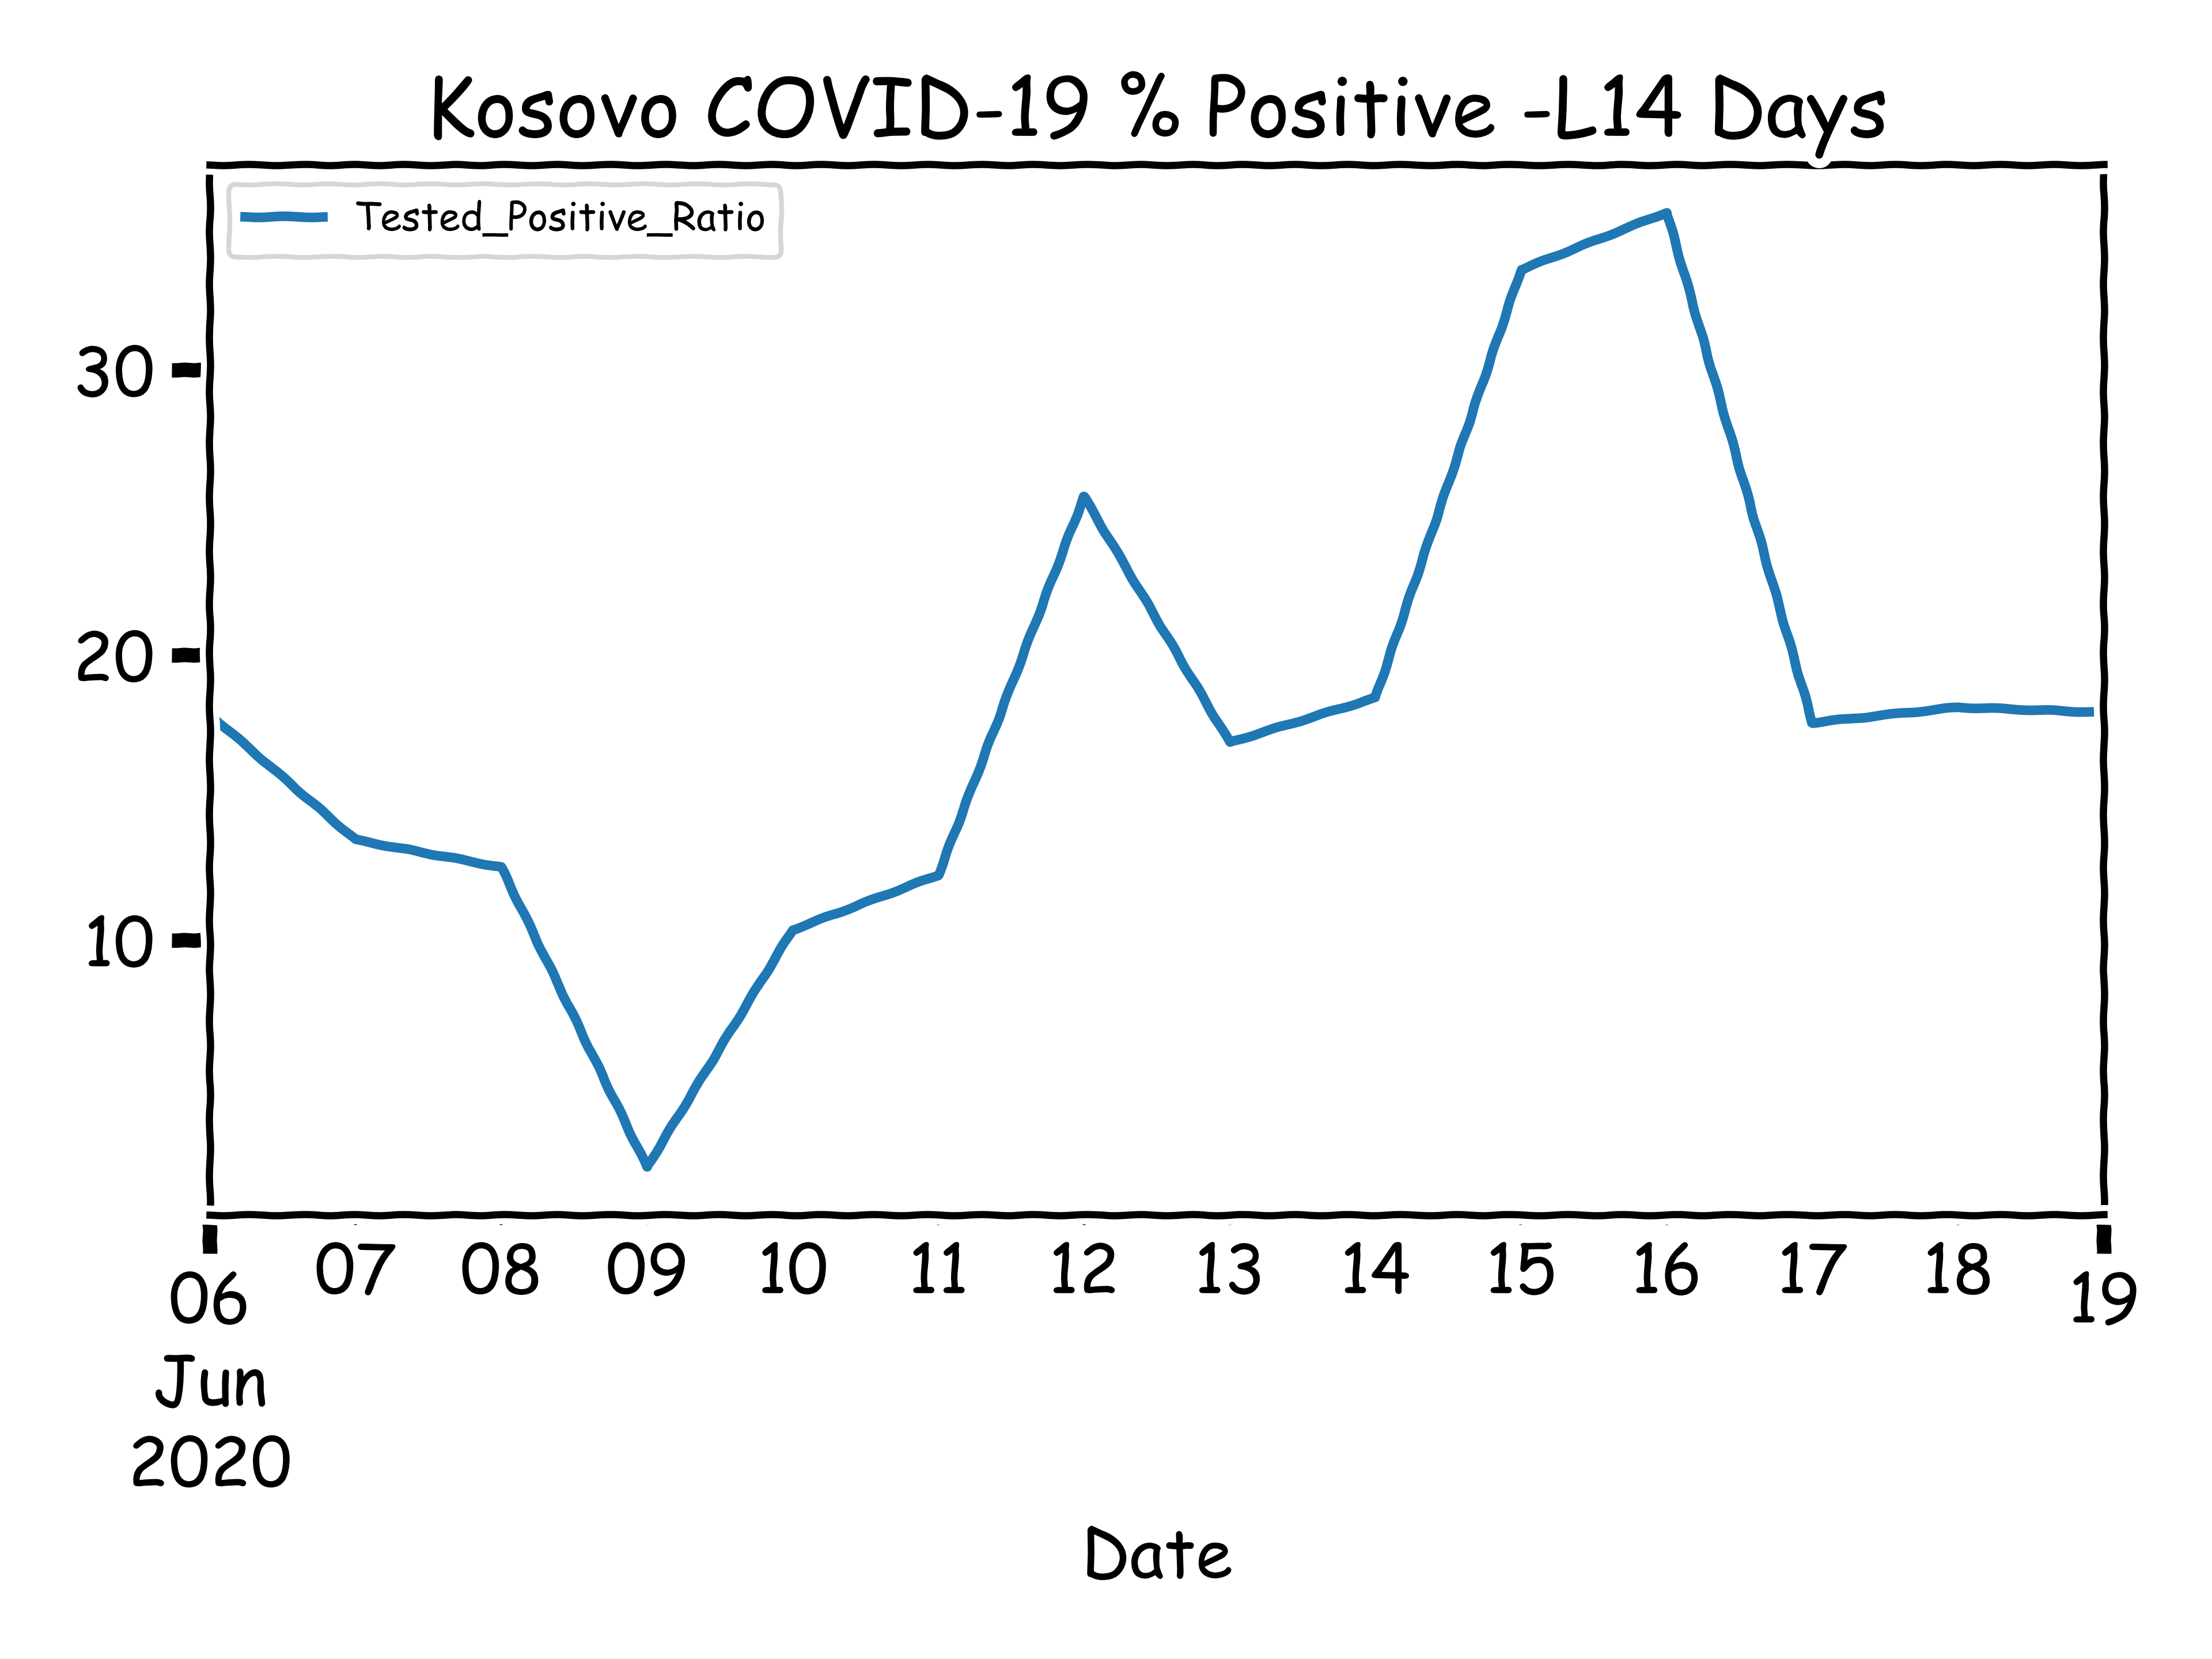 Kosovo COVID-19 % Positive -L14 Days
Tested_Positive_Ratio
30
20
10
06 07 08 09 10 11 12 13 14 15 16 17 18 19
Jun
2020
Date